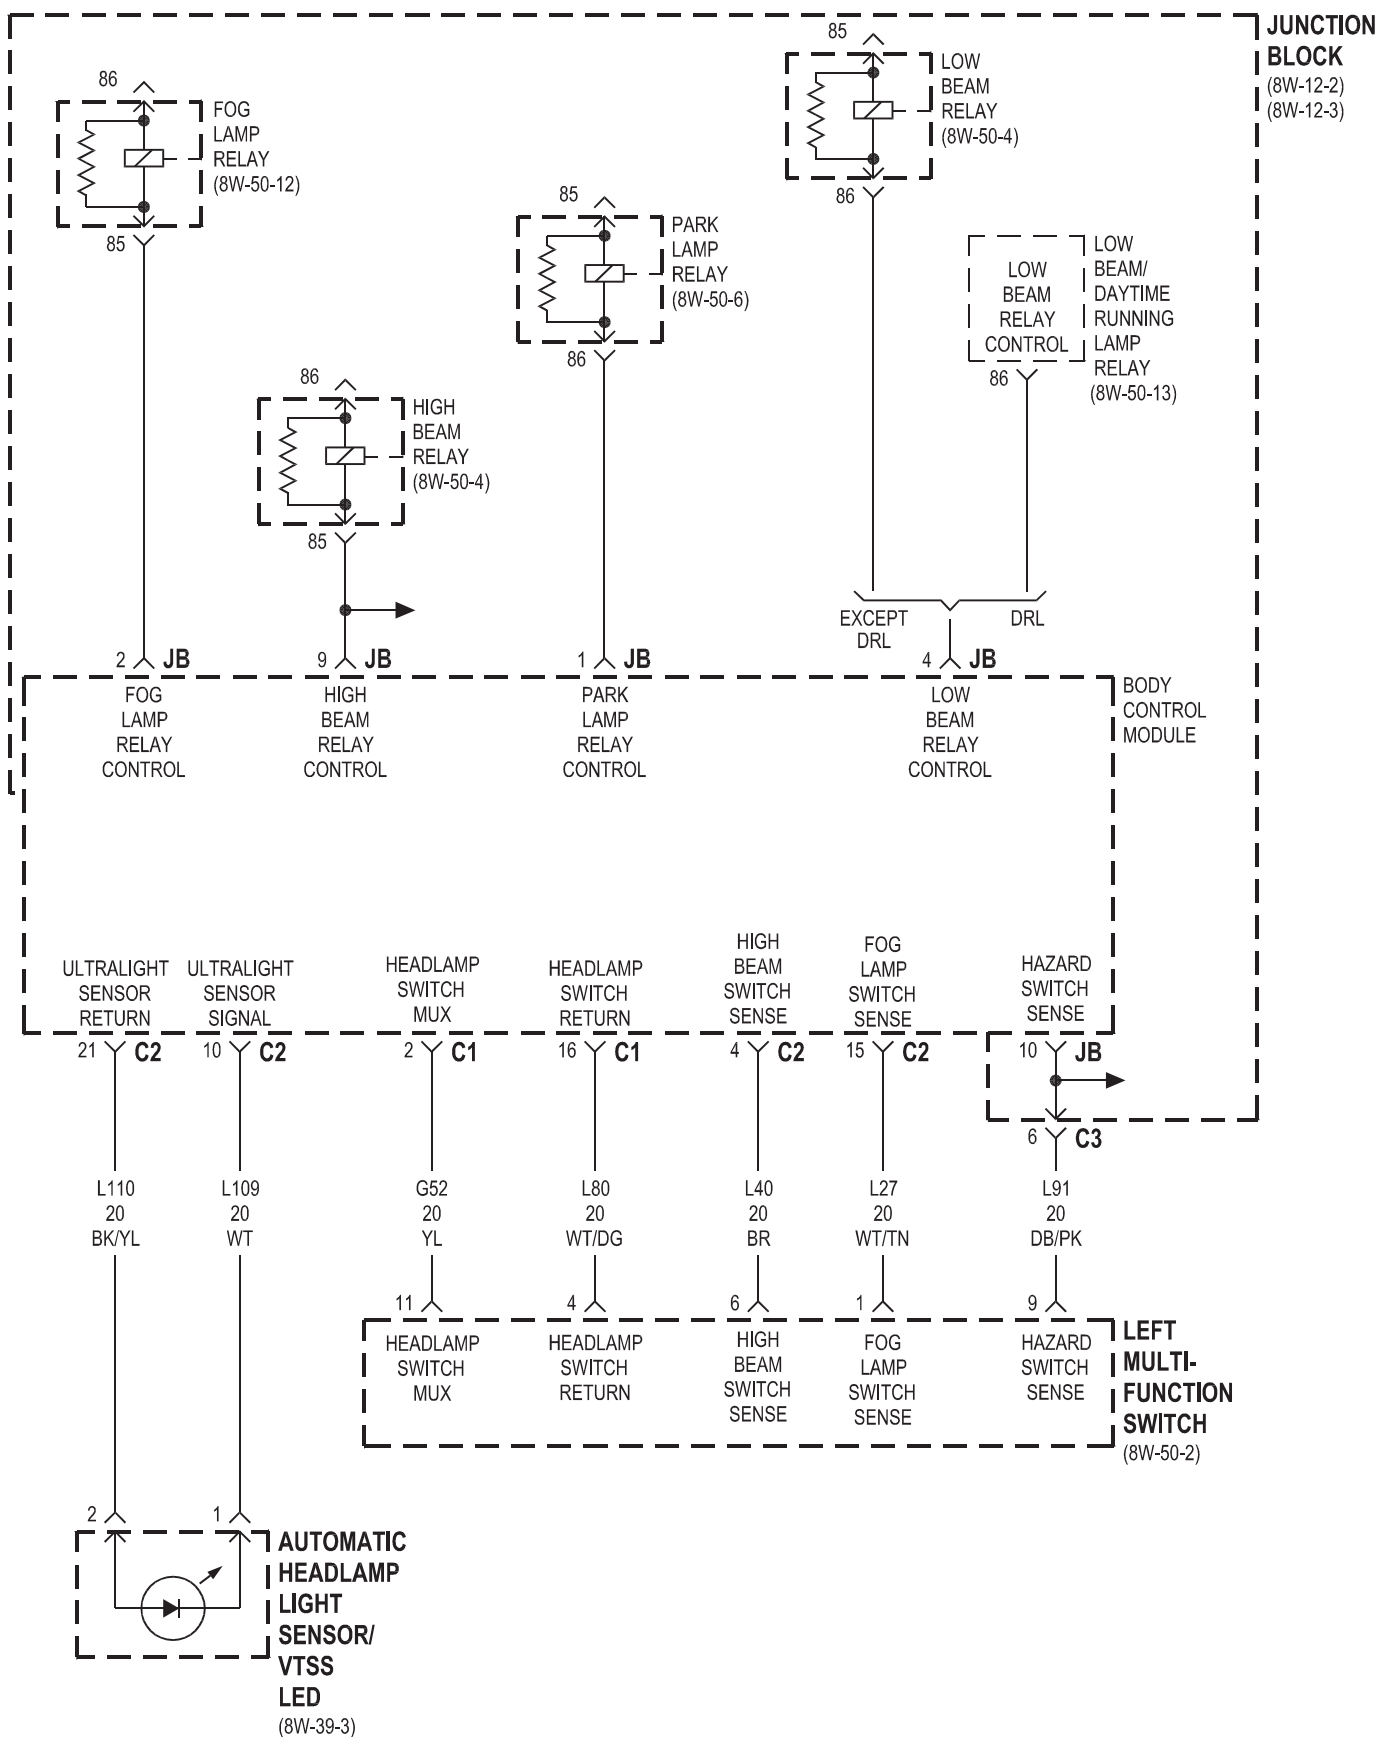 JUNCTION
BLOCK
(8W-12-2)
(8W-12-3)
85
LOW
BEAM
RELAY
(8W-50-4)
86
86
FOG
LAMP
RELAY
(8W-50-12)
85
85
PARK
LAMP
RELAY
(8W-50-6)
86
LOW
BEAM
RELAY
CONTROL
LOW
BEAM/
DAYTIME
RUNNING
LAMP
RELAY
(8W-50-13)
86
86
HIGH
BEAM
RELAY
(8W-50-4)
85
EXCEPT
DRL
DRL
2 JB
9 JB
1 JB
4 JB
FOG
LAMP
RELAY
CONTROL
HIGH
BEAM
RELAY
CONTROL
PARK
LAMP
RELAY
CONTROL
LOW
BEAM
RELAY
CONTROL
BODY
CONTROL
MODULE
ULTRALIGHT
SENSOR
RETURN
ULTRALIGHT
SENSOR
SIGNAL
HEADLAMP
SWITCH
MUX
HEADLAMP
SWITCH
RETURN
HIGH
BEAM
SWITCH
SENSE
FOG
LAMP
SWITCH
SENSE
HAZARD
SWITCH
SENSE
21 C2
10 C2
2 C1
16 C1
4 C2
15 C2
10 JB
6 C3
L110
20
BK/YL
L109
20
WT
G52
20
YL
L80
20
WT/DG
L40
20
BR
L27
20
WT/TN
L91
20
DB/PK
11
4
6
1
9
HEADLAMP
SWITCH
MUX
HEADLAMP
SWITCH
RETURN
HIGH
BEAM
SWITCH
SENSE
FOG
LAMP
SWITCH
SENSE
HAZARD
SWITCH
SENSE
LEFT
MULTI-
FUNCTION
SWITCH
(8W-50-2)
2
1
AUTOMATIC
HEADLAMP
LIGHT
SENSOR/
VTSS
LED
(8W-39-3)